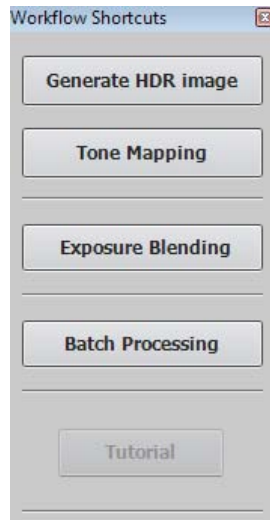 Workflow Shortcuts
Generate HDR image
Tone Mapping
Exposure Blending
Batch Processing
Tutorial